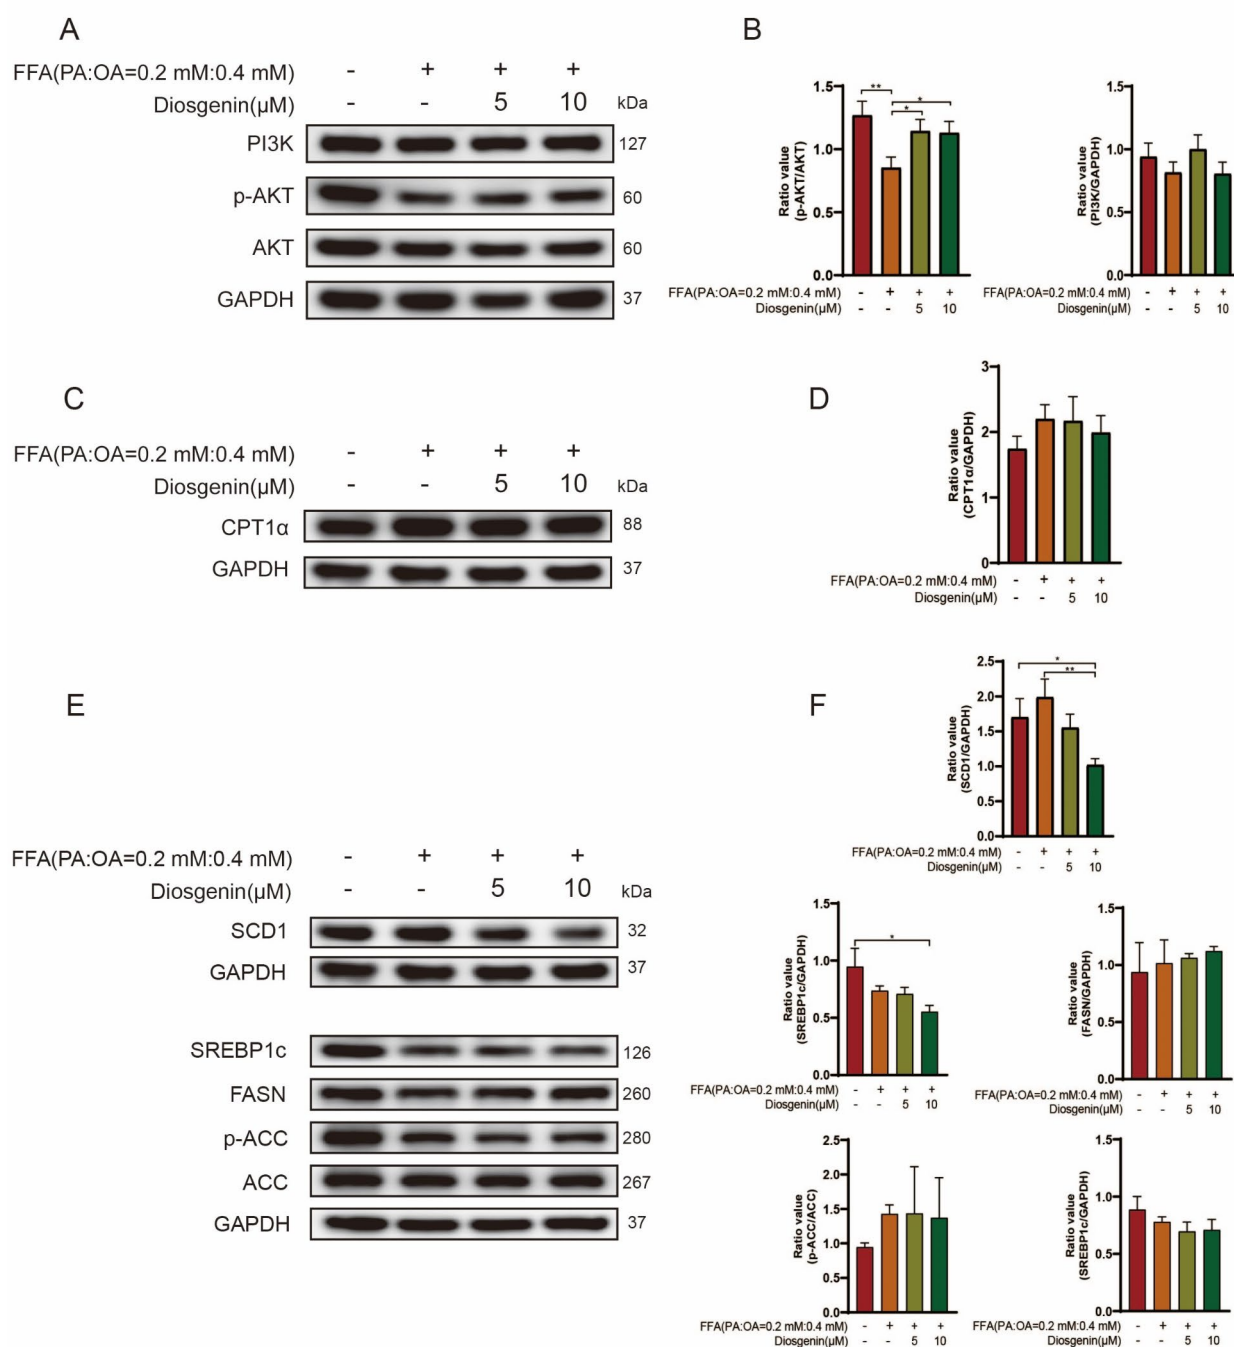 A
FFA(PA:OA=0.2 mM:0.4 mM) - + + +
Diosgenin(µM) - - 5 10 kDa
PI3K 127
p-AKT 60
AKT 60
GAPDH 37
B
Ratio value
(p-AKT/AKT)
1.5
1.0
0.5
0.0
** * *
FFA(PA:OA=0.2 mM:0.4 mM) - + + +
Diosgenin(µM) - - 5 10
Ratio value
(PI3K/GAPDH)
1.5
1.0
0.5
0.0
FFA(PA:OA=0.2 mM:0.4 mM) - + + +
Diosgenin(µM) - - 5 10
C
FFA(PA:OA=0.2 mM:0.4 mM) - + + +
Diosgenin(µM) - - 5 10 kDa
CPT1α 88
GAPDH 37
D
Ratio value
(CPT1α/GAPDH)
3
2
1
0
FFA(PA:OA=0.2 mM:0.4 mM) - + + +
Diosgenin(µM) - - 5 10
E
FFA(PA:OA=0.2 mM:0.4 mM) - + + +
Diosgenin(µM) - - 5 10 kDa
SCD1 32
GAPDH 37
SREBP1c 126
FASN 260
p-ACC 280
ACC 267
GAPDH 37
F
Ratio value
(SCD1/GAPDH)
2.5
2.0
1.5
1.0
0.5
0.0
*
**
FFA(PA:OA=0.2 mM:0.4 mM) - + + +
Diosgenin(µM) - - 5 10
Ratio value
(SREBP1c/GAPDH)
1.5
1.0
0.5
0.0
*
FFA(PA:OA=0.2 mM:0.4 mM) - + + +
Diosgenin(µM) - - 5 10
Ratio value
(FASN/GAPDH)
1.5
1.0
0.5
0.0
FFA(PA:OA=0.2 mM:0.4 mM) - + + +
Diosgenin(µM) - - 5 10
Ratio value
(p-ACC/ACC)
2.5
2.0
1.5
1.0
0.5
0.0
FFA(PA:OA=0.2 mM:0.4 mM) - + + +
Diosgenin(µM) - - 5 10
Ratio value
(SREBP1c/GAPDH)
1.5
1.0
0.5
0.0
FFA(PA:OA=0.2 mM:0.4 mM) - + + +
Diosgenin(µM) - - 5 10